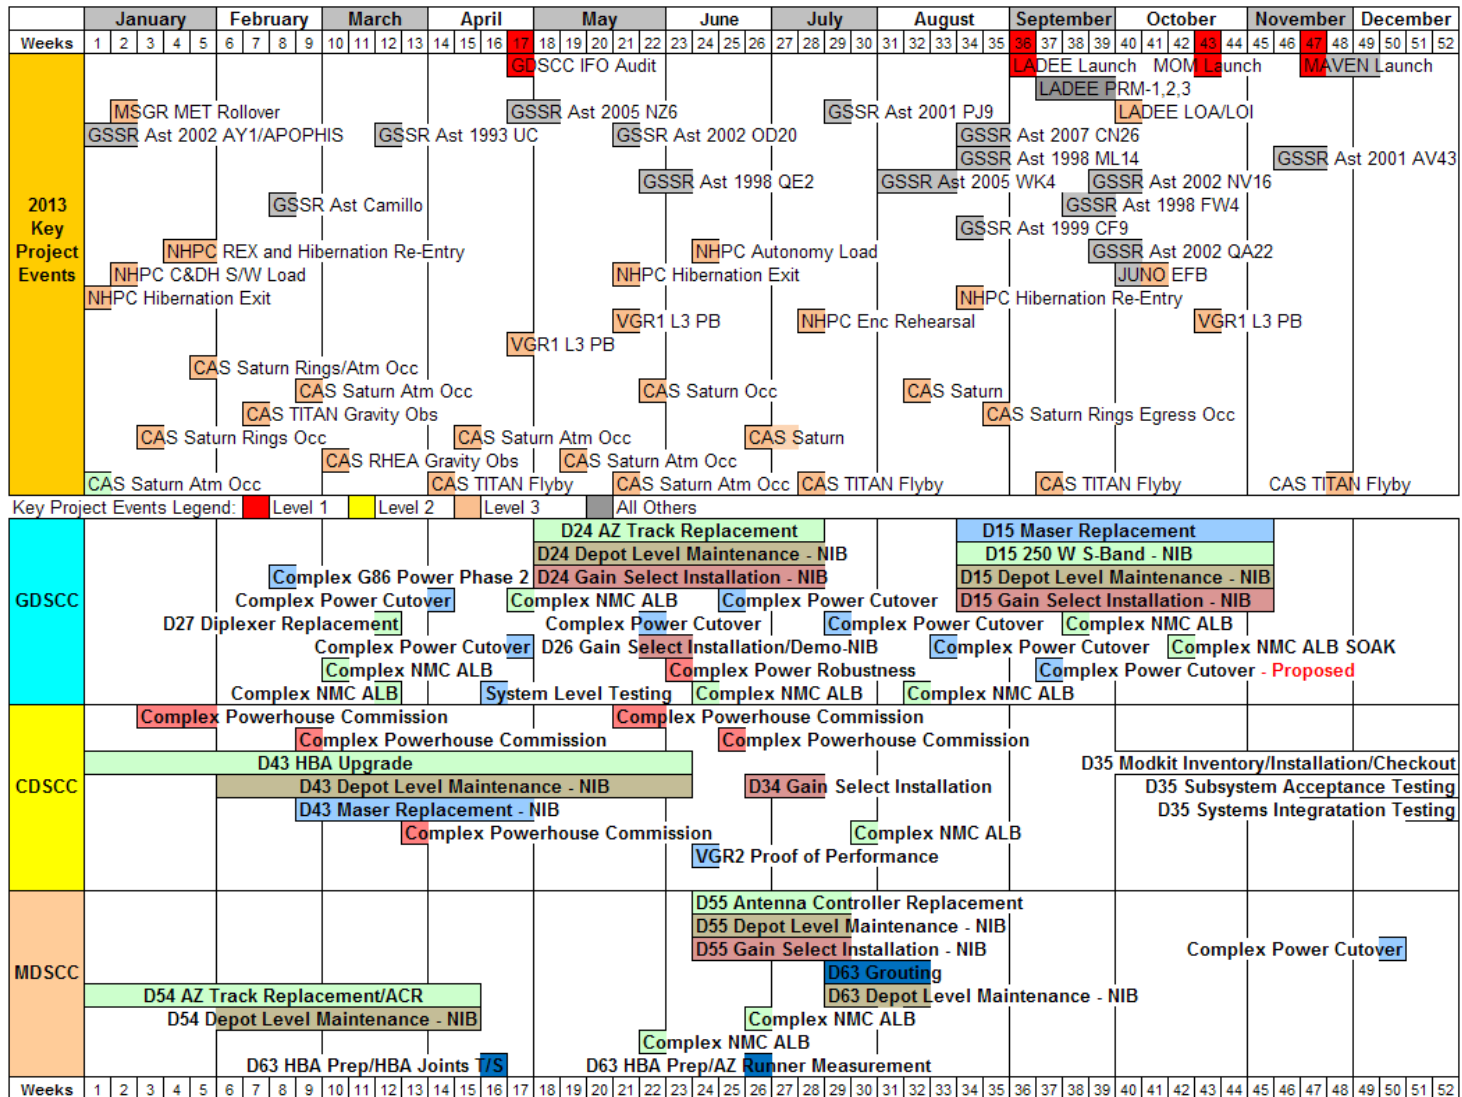 January February March April May June July August September October November December
Weeks 1 2 3 4 5 6 7 8 9 10 11 12 13 14 15 16 17 18 19 20 21 22 23 24 25 26 27 28 29 30 31 32 33 34 35 36 37 38 39 40 41 42 43 44 45 46 47 48 49 50 51 52
2013
Key
Project
Events
GDSCC IFO Audit LADEE Launch MOM Launch MAVEN Launch
LADEE PRM-1,2,3
MSGR MET Rollover GSSR Ast 2005 NZ6 GSSR Ast 2001 PJ9 LADEE LOA/LOI
GSSR Ast 2002 AY1/APOPHIS GSSR Ast 1993 UC GSSR Ast 2002 OD20 GSSR Ast 2007 CN26
GSSR Ast 1998 ML14 GSSR Ast 2001 AV43
GSSR Ast 1998 QE2 GSSR Ast 2005 WK4 GSSR Ast 2002 NV16
GSSR Ast Camillo GSSR Ast 1998 FW4
GSSR Ast 1999 CF9
NHPC REX and Hibernation Re-Entry NHPC Autonomy Load GSSR Ast 2002 QA22
NHPC C&DH S/W Load NHPC Hibernation Exit JUNO EFB
NHPC Hibernation Exit NHPC Hibernation Re-Entry
VGR1 L3 PB NHPC Enc Rehearsal VGR1 L3 PB
VGR1 L3 PB
CAS Saturn Rings/Atm Occ
CAS Saturn Atm Occ CAS Saturn Occ CAS Saturn
CAS TITAN Gravity Obs CAS Saturn Rings Egress Occ
CAS Saturn Rings Occ CAS Saturn Atm Occ CAS Saturn
CAS RHEA Gravity Obs CAS Saturn Atm Occ
CAS Saturn Atm Occ CAS TITAN Flyby CAS Saturn Atm Occ CAS TITAN Flyby CAS TITAN Flyby CAS TITAN Flyby
Key Project Events Legend: Level 1 Level 2 Level 3 All Others
GDSCC
D24 AZ Track Replacement D15 Maser Replacement
D24 Depot Level Maintenance - NIB D15 250 W S-Band - NIB
Complex G86 Power Phase 2 D24 Gain Select Installation - NIB D15 Depot Level Maintenance - NIB
Complex Power Cutover Complex NMC ALB Complex Power Cutover D15 Gain Select Installation - NIB
D27 Diplexer Replacement Complex Power Cutover Complex Power Cutover Complex NMC ALB
Complex Power Cutover D26 Gain Select Installation/Demo-NIB Complex Power Cutover Complex NMC ALB SOAK
Complex NMC ALB Complex Power Robustness Complex Power Cutover - Proposed
Complex NMC ALB System Level Testing Complex NMC ALB Complex NMC ALB
CDSCC
Complex Powerhouse Commission Complex Powerhouse Commission
Complex Powerhouse Commission Complex Powerhouse Commission
D43 HBA Upgrade D35 Modkit Inventory/Installation/Checkout
D43 Depot Level Maintenance - NIB D34 Gain Select Installation D35 Subsystem Acceptance Testing
D43 Maser Replacement - NIB D35 Systems Integratation Testing
Complex Powerhouse Commission Complex NMC ALB
VGR2 Proof of Performance
MDSCC
D55 Antenna Controller Replacement
D55 Depot Level Maintenance - NIB
D55 Gain Select Installation - NIB Complex Power Cutover
D63 Grouting
D54 AZ Track Replacement/ACR D63 Depot Level Maintenance - NIB
D54 Depot Level Maintenance - NIB Complex NMC ALB
Complex NMC ALB
D63 HBA Prep/HBA Joints T/S D63 HBA Prep/AZ Runner Measurement
Weeks 1 2 3 4 5 6 7 8 9 10 11 12 13 14 15 16 17 18 19 20 21 22 23 24 25 26 27 28 29 30 31 32 33 34 35 36 37 38 39 40 41 42 43 44 45 46 47 48 49 50 51 52